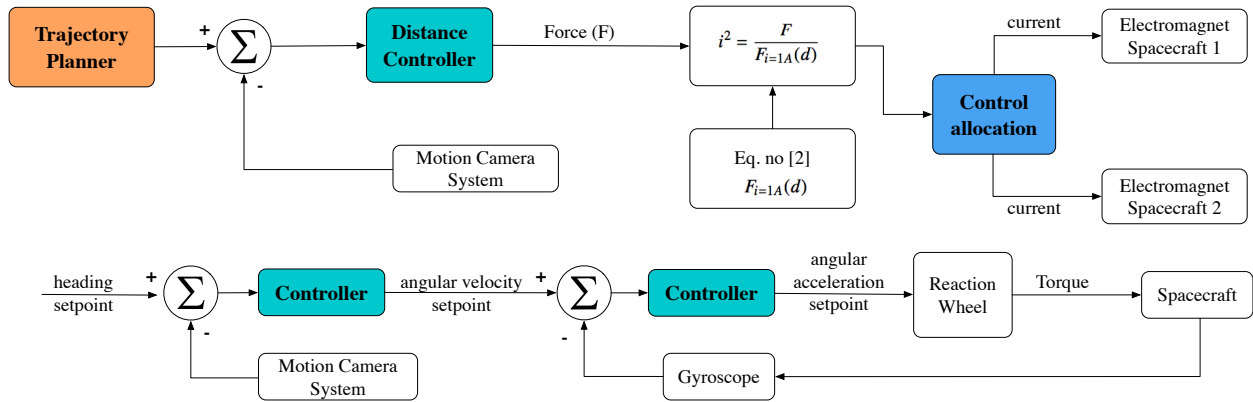 Trajectory
Planner
+
∑
-
Distance
Controller
Force (F)
i² = F / F_{i=1A}(d)
Eq. no [2]
F_{i=1A}(d)
Motion Camera
System
Control
allocation
current
Electromagnet
Spacecraft 1
current
Electromagnet
Spacecraft 2
heading
setpoint
+
∑
-
Controller
angular velocity
setpoint
+
∑
-
Controller
angular
acceleration
setpoint
Reaction
Wheel
Torque
Spacecraft
Motion Camera
System
Gyroscope